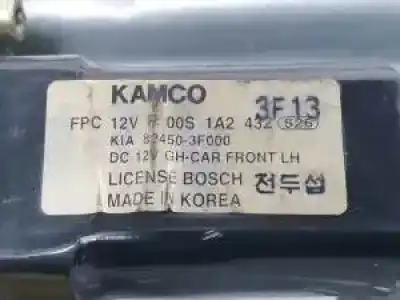 KAMCO 3F13
FPC 12V F 00S 1A2 432 626
KIA 82450-3F000
DC 12V GH-CAR FRONT LH
LICENSE BOSCH 전두섭
MADE IN KOREA